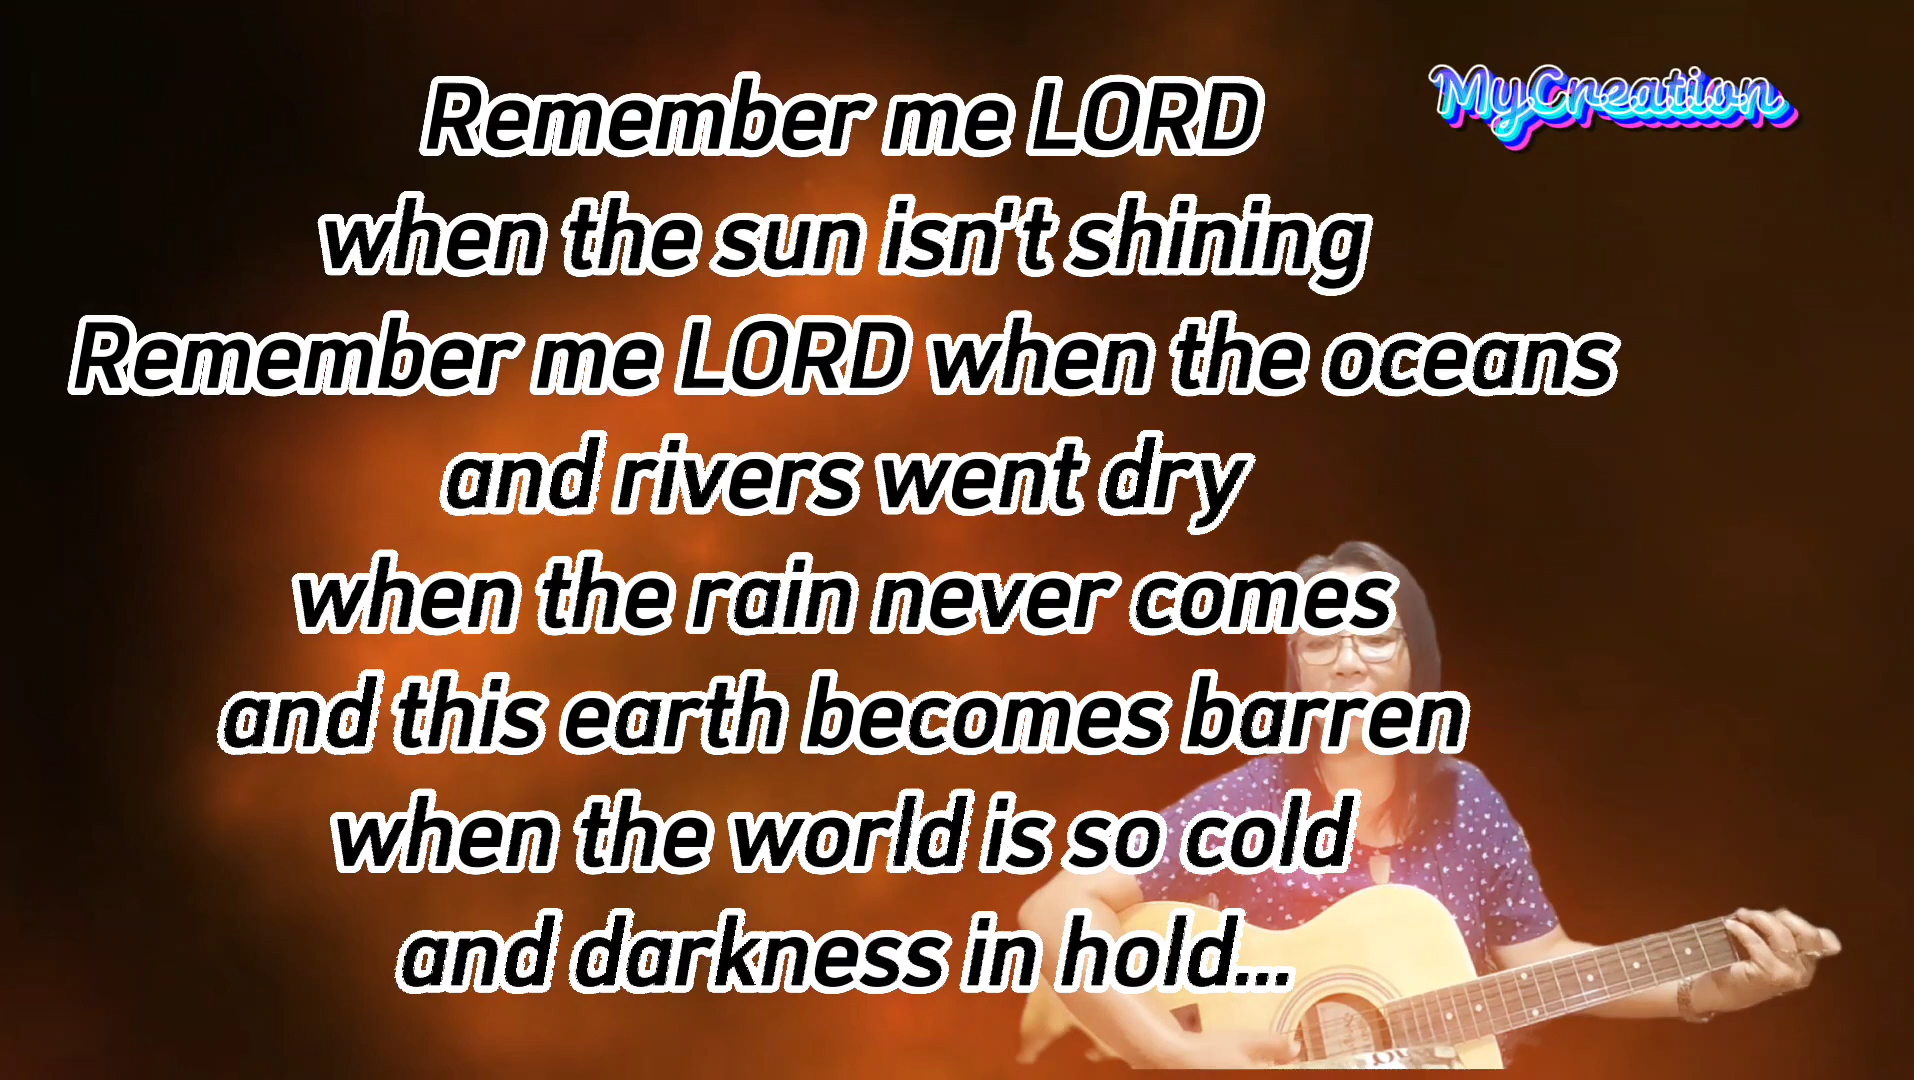 Remember me LORD
when the sun isn't shining
Remember me LORD when the oceans
and rivers went dry
when the rain never comes
and this earth becomes barren
when the world is so cold
and darkness in hold...
MyCreation